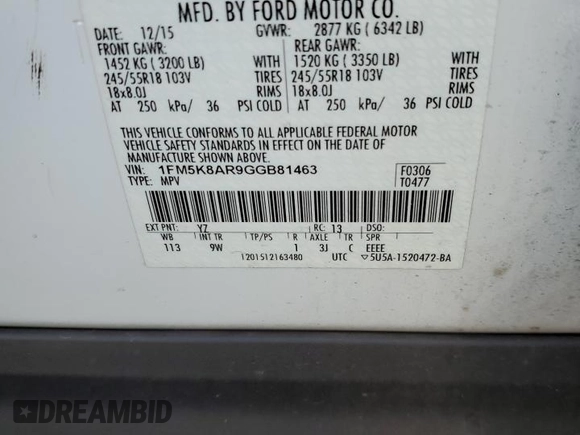 MFD. BY FORD MOTOR CO.
DATE: 12/15 GVWR: 2877 KG ( 6342 LB)
FRONT GAWR: REAR GAWR:
1452 KG ( 3200 LB) 1520 KG ( 3350 LB)
245/55R18 103V TIRES 245/55R18 103V TIRES
18x8.0J RIMS 18x8.0J RIMS
AT 250 kPa/ 36 PSI COLD AT 250 kPa/ 36 PSI COLD
THIS VEHICLE CONFORMS TO ALL APPLICABLE FEDERAL MOTOR
VEHICLE SAFETY STANDARDS IN EFFECT ON THE DATE OF
MANUFACTURE SHOWN ABOVE.
VIN: 1FM5K8AR9GGB81463 F0306
TYPE: MPV T0477
EXT PNT: YZ RC: 13 DSO:
WB INT TR TP/PS R AXLE TR SPR
113 9W 1 3J C EEEE
1201512163480 UTC ▽5U5A-1520472-BA
DREAMBID